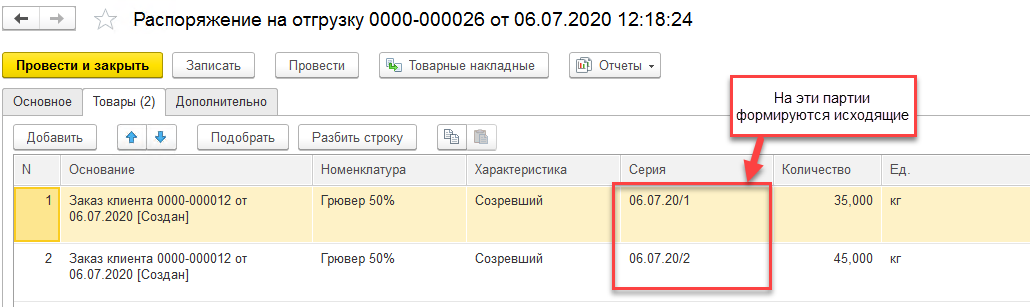 Распоряжение на отгрузку 0000-000026 от 06.07.2020 12:18:24
Провести и закрыть Записать Провести Товарные накладные Отчеты
Основное Товары (2) Дополнительно
На эти партии
формируются исходящие
Добавить Подобрать Разбить строку
N Основание Номенклатура Характеристика Серия Количество Ед.
1 Заказ клиента 0000-000012 от Грювер 50% Созревший 06.07.20/1 35,000 кг
06.07.2020 [Создан]
2 Заказ клиента 0000-000012 от Грювер 50% Созревший 06.07.20/2 45,000 кг
06.07.2020 [Создан]